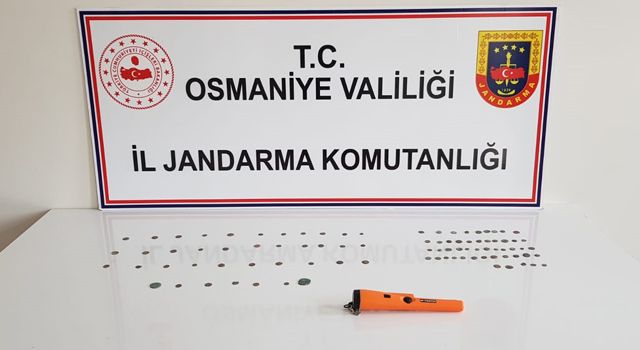 T.C.
OSMANİYE VALİLİĞİ
İL JANDARMA KOMUTANLIĞI
JANDARMA